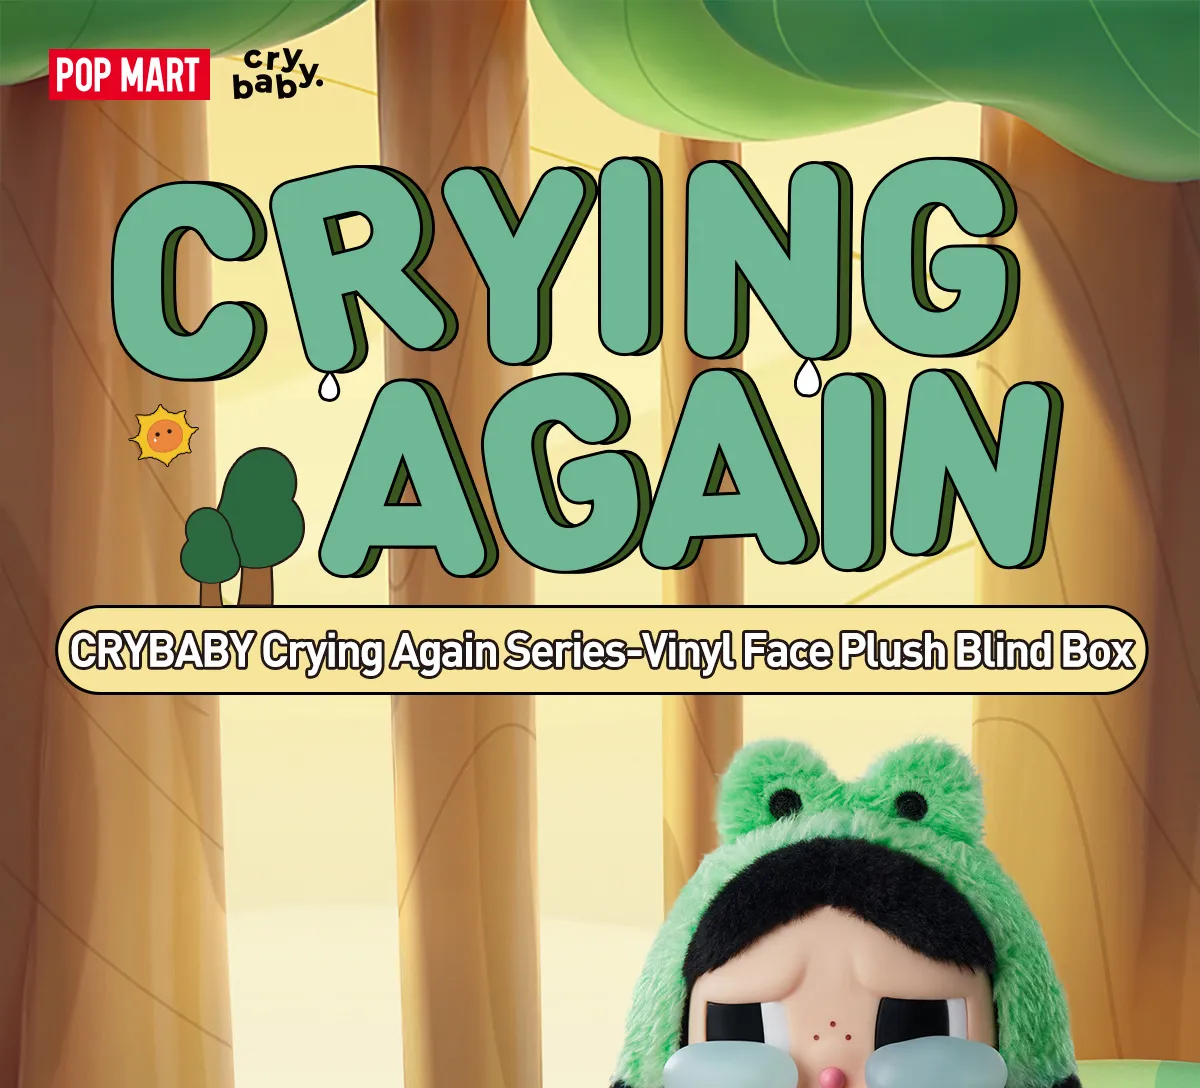 POP MART
cry
baby.
CRYING
AGAIN
CRYBABY Crying Again Series-Vinyl Face Plush Blind Box